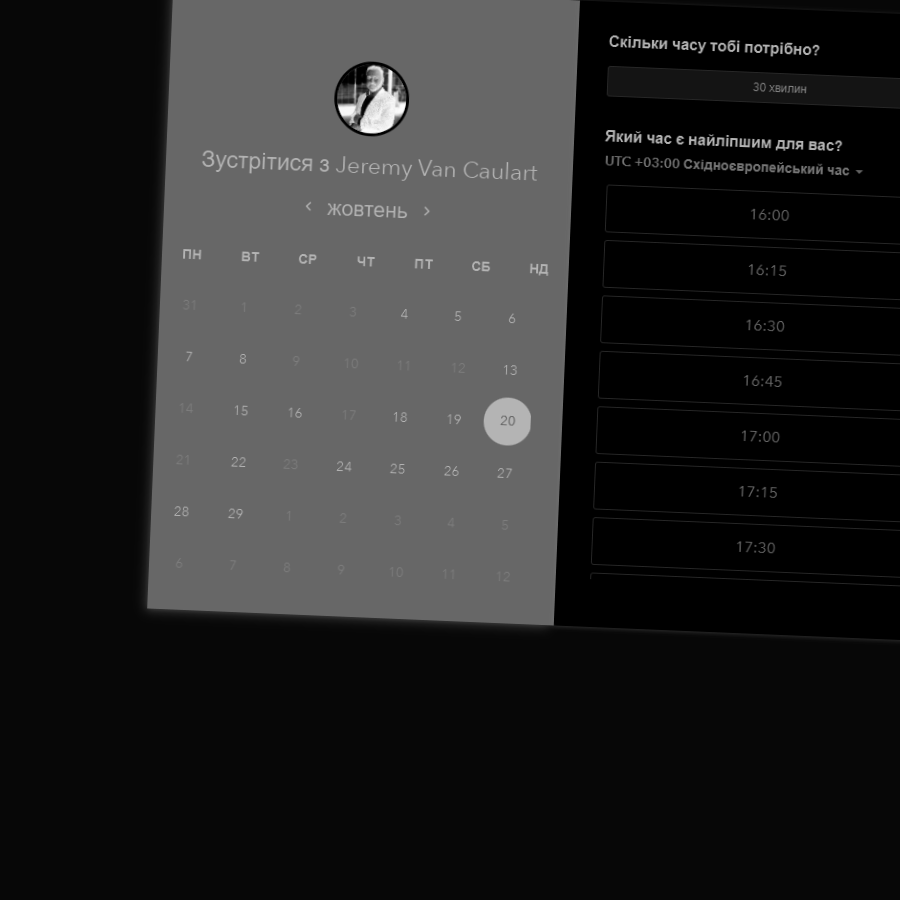 Зустрітися з Jeremy Van Caulart
‹ жовтень ›
ПН ВТ СР ЧТ ПТ СБ НД
31 1 2 3 4 5 6
7 8 9 10 11 12 13
14 15 16 17 18 19 20
21 22 23 24 25 26 27
28 29 1 2 3 4 5
6 7 8 9 10 11 12
Скільки часу тобі потрібно?
30 хвилин
Який час є найліпшим для вас?
UTC +03:00 Східноєвропейський час
16:00
16:15
16:30
16:45
17:00
17:15
17:30